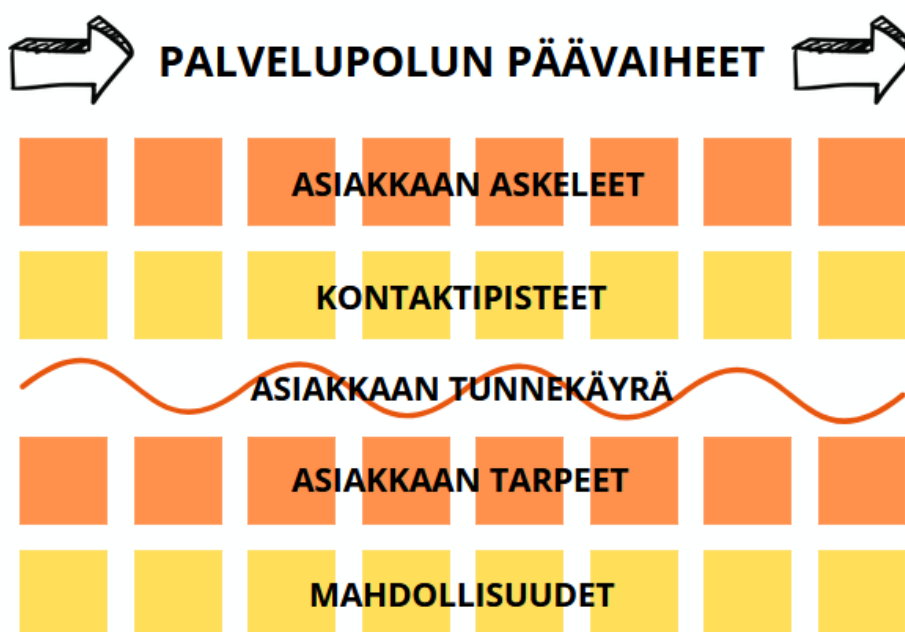 PALVELUPOLUN PÄÄVAIHEET
ASIAKKAAN ASKELEET
KONTAKTIPISTEET
ASIAKKAAN TUNNEKÄYRÄ
ASIAKKAAN TARPEET
MAHDOLLISUUDET